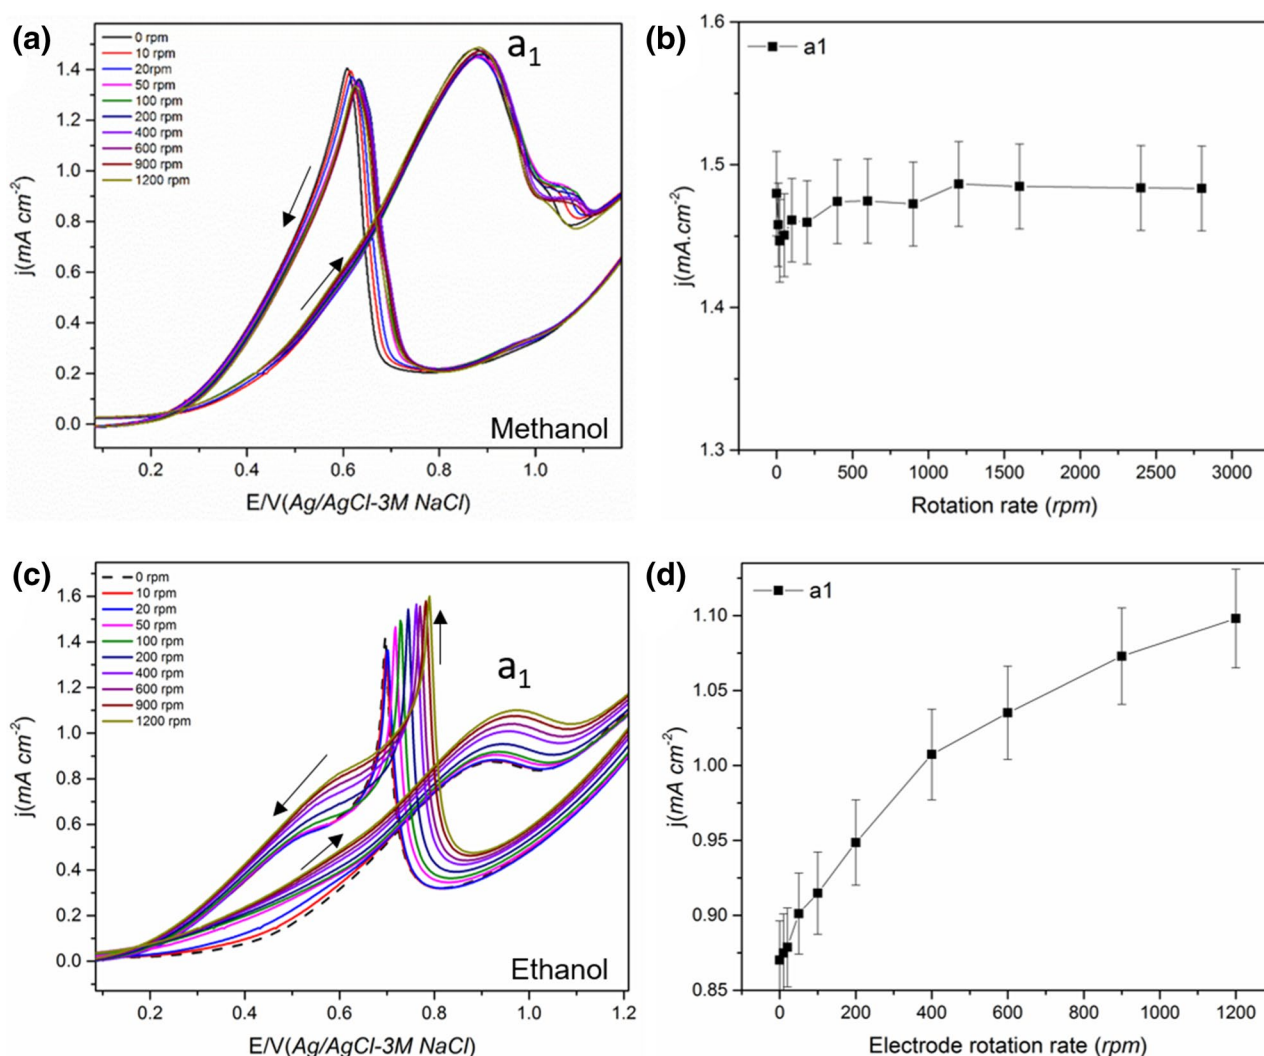 (a)
0 rpm
10 rpm
20rpm
50 rpm
100 rpm
200 rpm
400 rpm
600 rpm
900 rpm
1200 rpm
a1
1.4
1.2
1.0
0.8
0.6
0.4
0.2
0.0
j(mA cm-2)
Methanol
0.2 0.4 0.6 0.8 1.0
E/V(Ag/AgCl-3M NaCl)
(b)
a1
1.6
1.5
1.4
1.3
j(mA.cm-2)
0 500 1000 1500 2000 2500 3000
Rotation rate (rpm)
(c)
0 rpm
10 rpm
20 rpm
50 rpm
100 rpm
200 rpm
400 rpm
600 rpm
900 rpm
1200 rpm
a1
1.6
1.4
1.2
1.0
0.8
0.6
0.4
0.2
0.0
j(mA cm-2)
Ethanol
0.2 0.4 0.6 0.8 1.0 1.2
E/V(Ag/AgCl-3M NaCl)
(d)
a1
1.10
1.05
1.00
0.95
0.90
0.85
j(mA cm-2)
0 200 400 600 800 1000 1200
Electrode rotation rate (rpm)